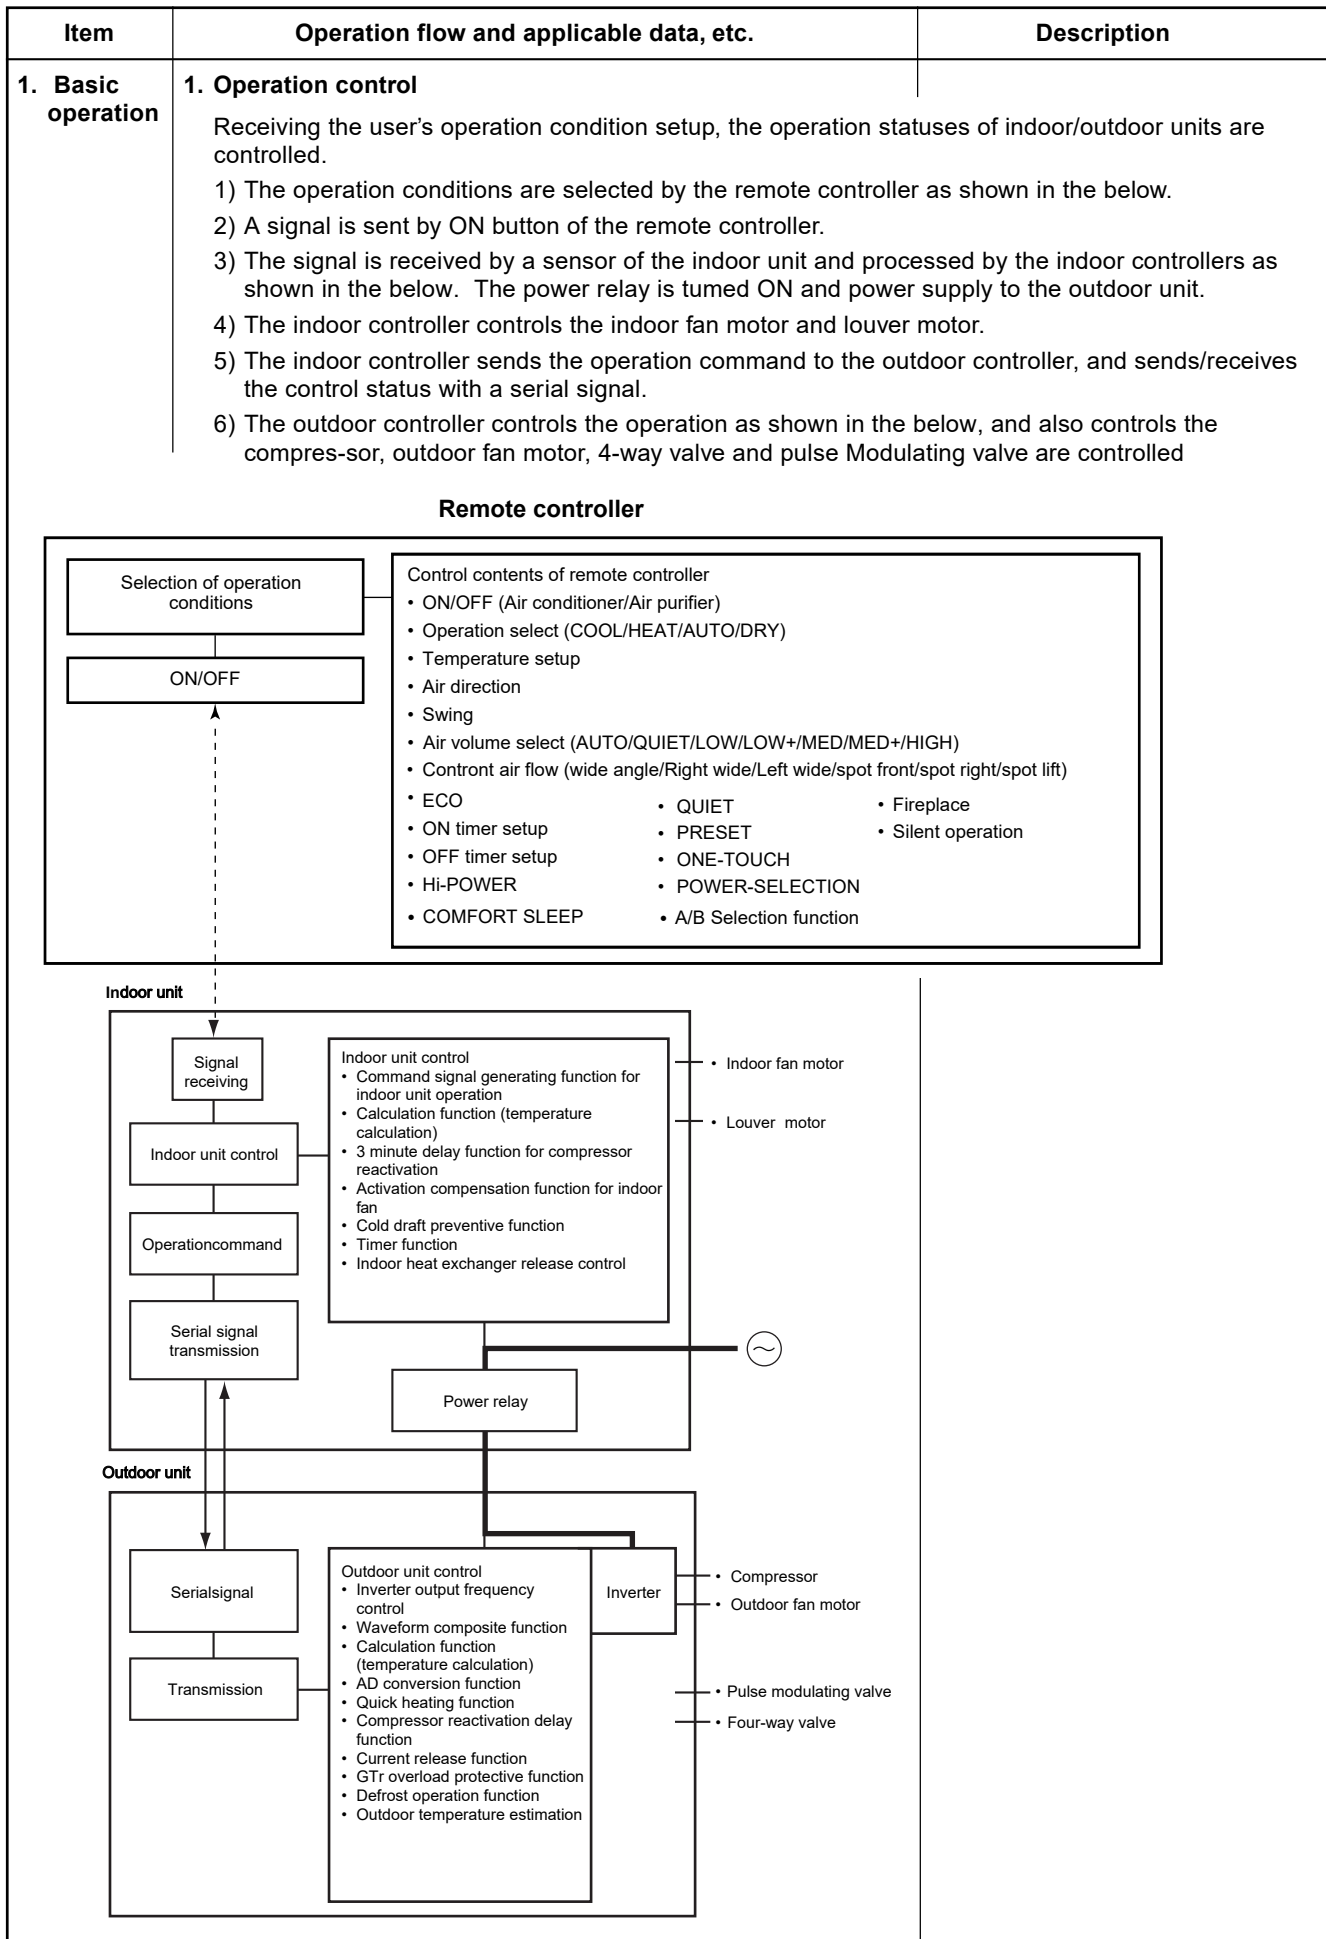 Item
Operation flow and applicable data, etc.
Description
1. Basic
operation
1. Operation control
Receiving the user's operation condition setup, the operation statuses of indoor/outdoor units are
controlled.
1) The operation conditions are selected by the remote controller as shown in the below.
2) A signal is sent by ON button of the remote controller.
3) The signal is received by a sensor of the indoor unit and processed by the indoor controllers as
shown in the below. The power relay is tumed ON and power supply to the outdoor unit.
4) The indoor controller controls the indoor fan motor and louver motor.
5) The indoor controller sends the operation command to the outdoor controller, and sends/receives
the control status with a serial signal.
6) The outdoor controller controls the operation as shown in the below, and also controls the
compres-sor, outdoor fan motor, 4-way valve and pulse Modulating valve are controlled
Remote controller
Selection of operation
conditions
ON/OFF
Control contents of remote controller
• ON/OFF (Air conditioner/Air purifier)
• Operation select (COOL/HEAT/AUTO/DRY)
• Temperature setup
• Air direction
• Swing
• Air volume select (AUTO/QUIET/LOW/LOW+/MED/MED+/HIGH)
• Contront air flow (wide angle/Right wide/Left wide/spot front/spot right/spot lift)
• ECO
• ON timer setup
• OFF timer setup
• Hi-POWER
• COMFORT SLEEP
• QUIET
• PRESET
• ONE-TOUCH
• POWER-SELECTION
• A/B Selection function
• Fireplace
• Silent operation
Indoor unit
Signal
receiving
Indoor unit control
Operationcommand
Serial signal
transmission
Indoor unit control
• Command signal generating function for
indoor unit operation
• Calculation function (temperature
calculation)
• 3 minute delay function for compressor
reactivation
• Activation compensation function for indoor
fan
• Cold draft preventive function
• Timer function
• Indoor heat exchanger release control
• Indoor fan motor
• Louver motor
Power relay
Outdoor unit
Serialsignal
Transmission
Outdoor unit control
• Inverter output frequency
control
• Waveform composite function
• Calculation function
(temperature calculation)
• AD conversion function
• Quick heating function
• Compressor reactivation delay
function
• Current release function
• GTr overload protective function
• Defrost operation function
• Outdoor temperature estimation
Inverter
• Compressor
• Outdoor fan motor
• Pulse modulating valve
• Four-way valve